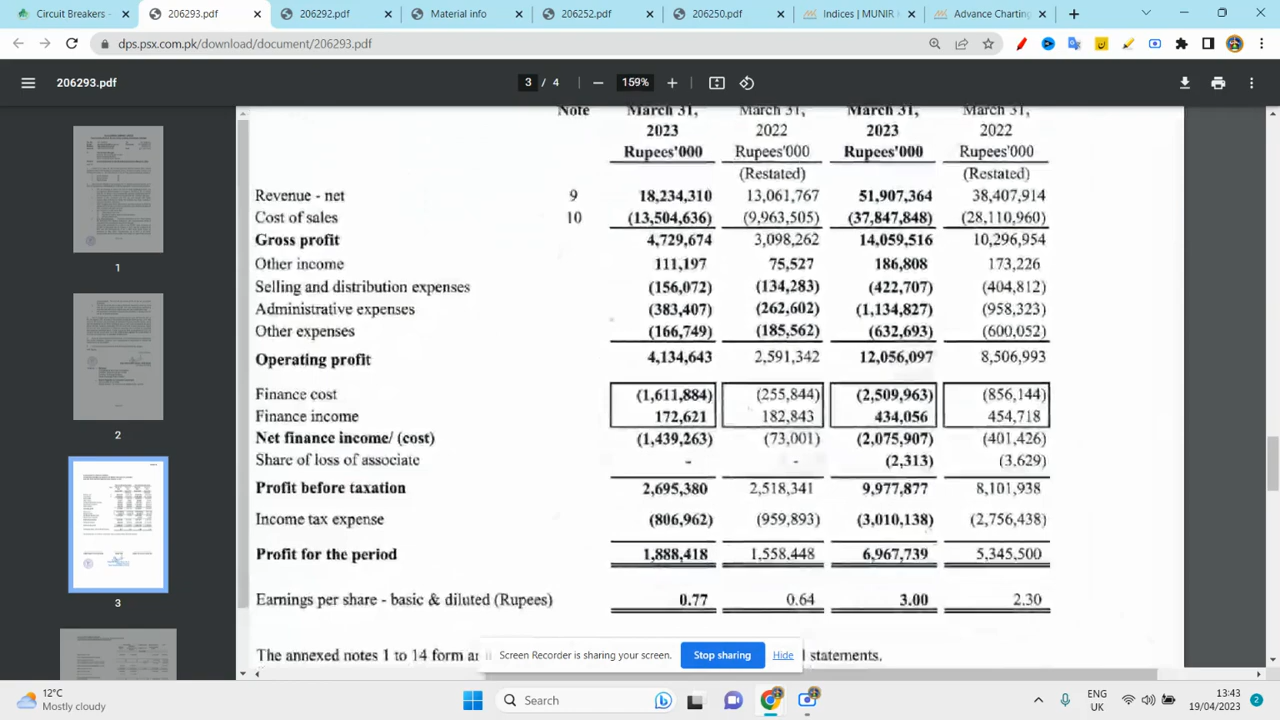 Circuit Breakers -
206293.pdf
206292.pdf
Material info
206252.pdf
206250.pdf
Indices | MUNIR
Advance Charting
dps.psx.com.pk/download/document/206293.pdf
206293.pdf
3 / 4
159%
1
2
3
Note March 31, March 31, March 31, March 31,
2023 2022 2023 2022
Rupees'000 Rupees'000 Rupees'000 Rupees'000
(Restated) (Restated)
Revenue - net 9 18,234,310 13,061,767 51,907,364 38,407,914
Cost of sales 10 (13,504,636) (9,963,505) (37,847,848) (28,110,960)
Gross profit 4,729,674 3,098,262 14,059,516 10,296,954
Other income 111,197 75,527 186,808 173,226
Selling and distribution expenses (156,072) (134,283) (422,707) (404,812)
Administrative expenses (383,407) (262,602) (1,134,827) (958,323)
Other expenses (166,749) (185,562) (632,693) (600,052)
Operating profit 4,134,643 2,591,342 12,056,097 8,506,993
Finance cost (1,611,884) (255,844) (2,509,963) (856,144)
Finance income 172,621 182,843 434,056 454,718
Net finance income/ (cost) (1,439,263) (73,001) (2,075,907) (401,426)
Share of loss of associate - - (2,313) (3,629)
Profit before taxation 2,695,380 2,518,341 9,977,877 8,101,938
Income tax expense (806,962) (959,893) (3,010,138) (2,756,438)
Profit for the period 1,888,418 1,558,448 6,967,739 5,345,500
Earnings per share - basic & diluted (Rupees) 0.77 0.64 3.00 2.30
The annexed notes 1 to 14 form statements.
Screen Recorder is sharing your screen. Stop sharing Hide
12°C
Mostly cloudy
Search
ENG
UK
13:43
19/04/2023
2